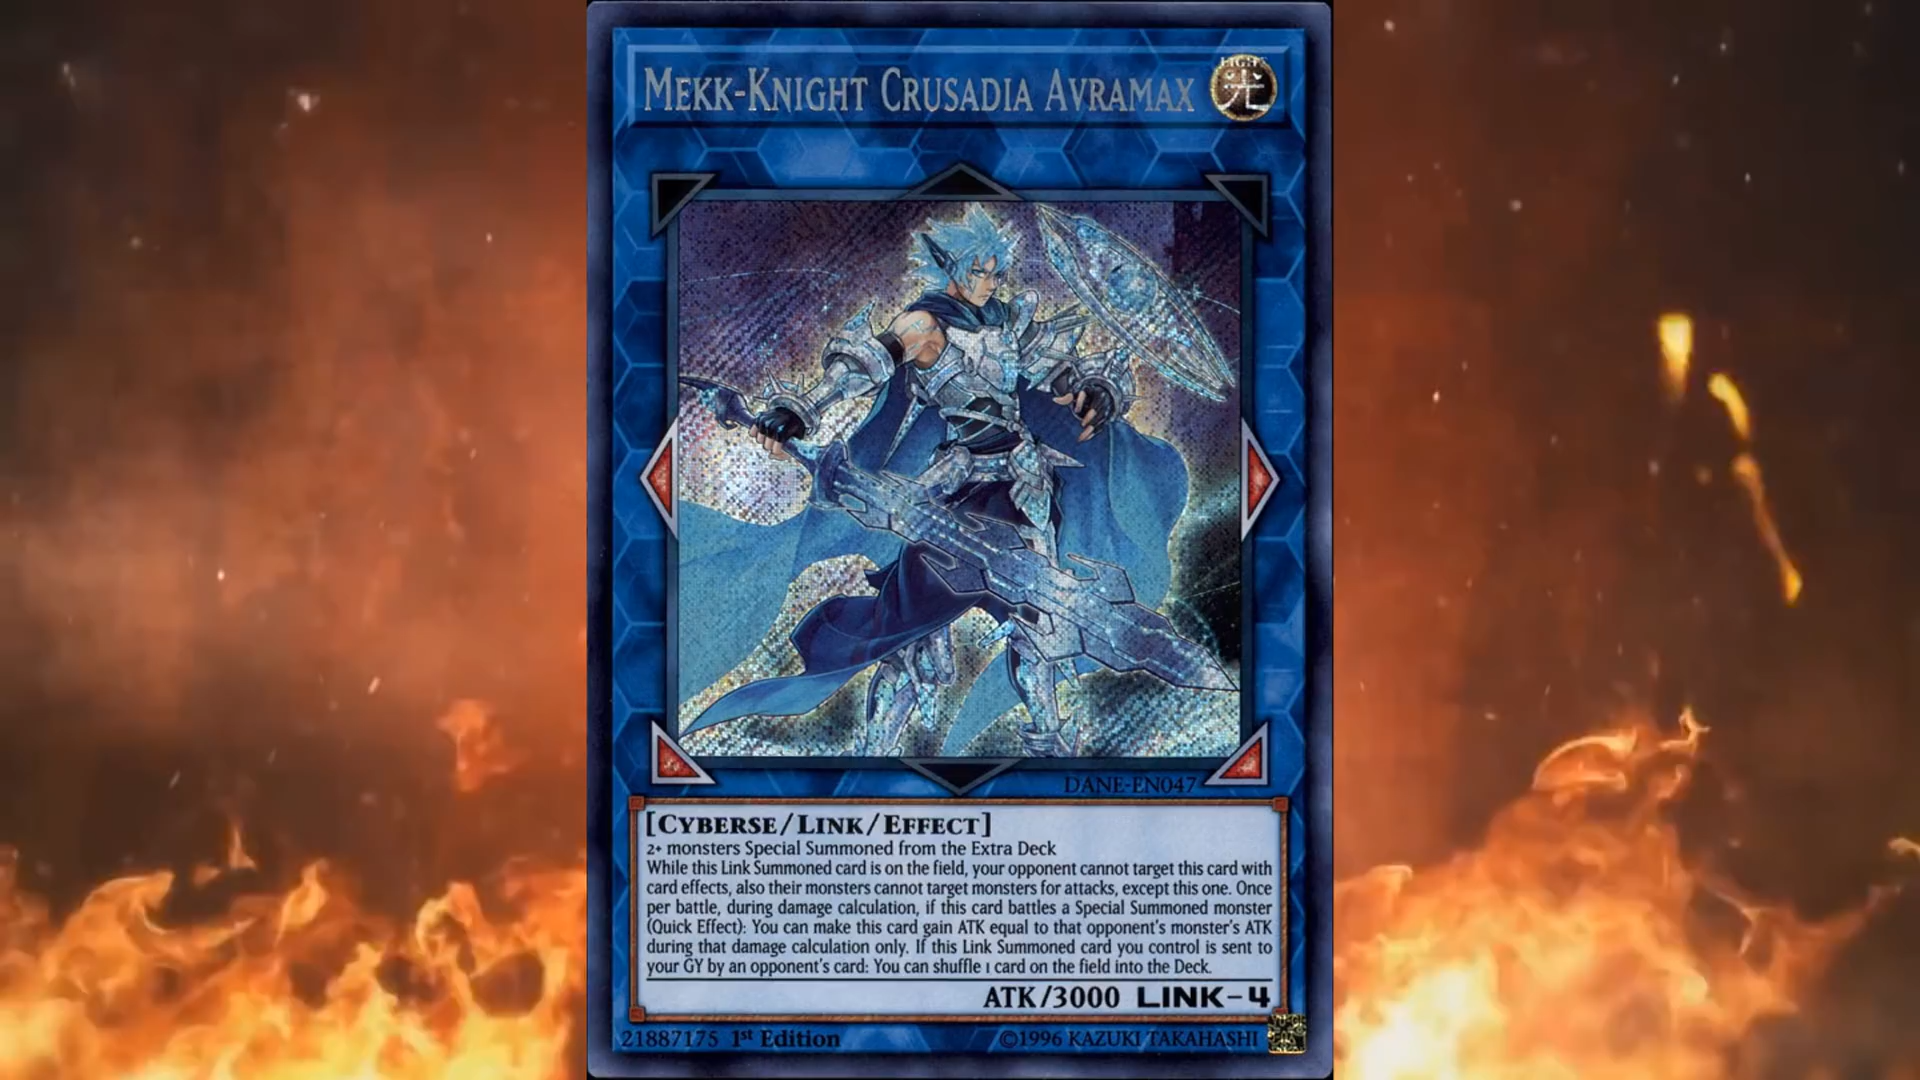 MEKK-KNIGHT CRUSADIA AVRAMAX
LIGHT
光
DANE-EN047
[CYBERSE/LINK/EFFECT]
2+ monsters Special Summoned from the Extra Deck
While this Link Summoned card is on the field, your opponent cannot target this card with
card effects, also their monsters cannot target monsters for attacks, except this one. Once
per battle, during damage calculation, if this card battles a Special Summoned monster
(Quick Effect): You can make this card gain ATK equal to that opponent's monster's ATK
during that damage calculation only. If this Link Summoned card you control is sent to
your GY by an opponent's card: You can shuffle 1 card on the field into the Deck.
ATK/3000 LINK-4
21887175 1st Edition
©1996 KAZUKI TAKAHASHI